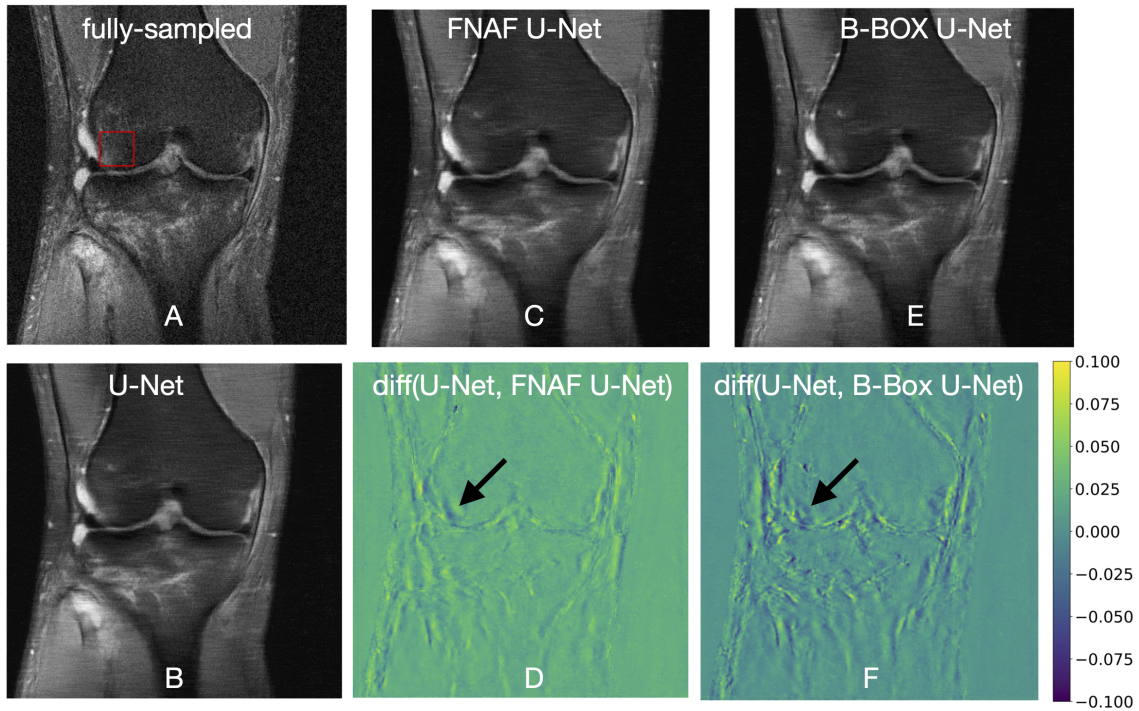 fully-sampled
FNAF U-Net
B-BOX U-Net
A
C
E
U-Net
diff(U-Net, FNAF U-Net)
diff(U-Net, B-Box U-Net)
B
D
F
0.100
0.075
0.050
0.025
0.000
−0.025
−0.050
−0.075
−0.100